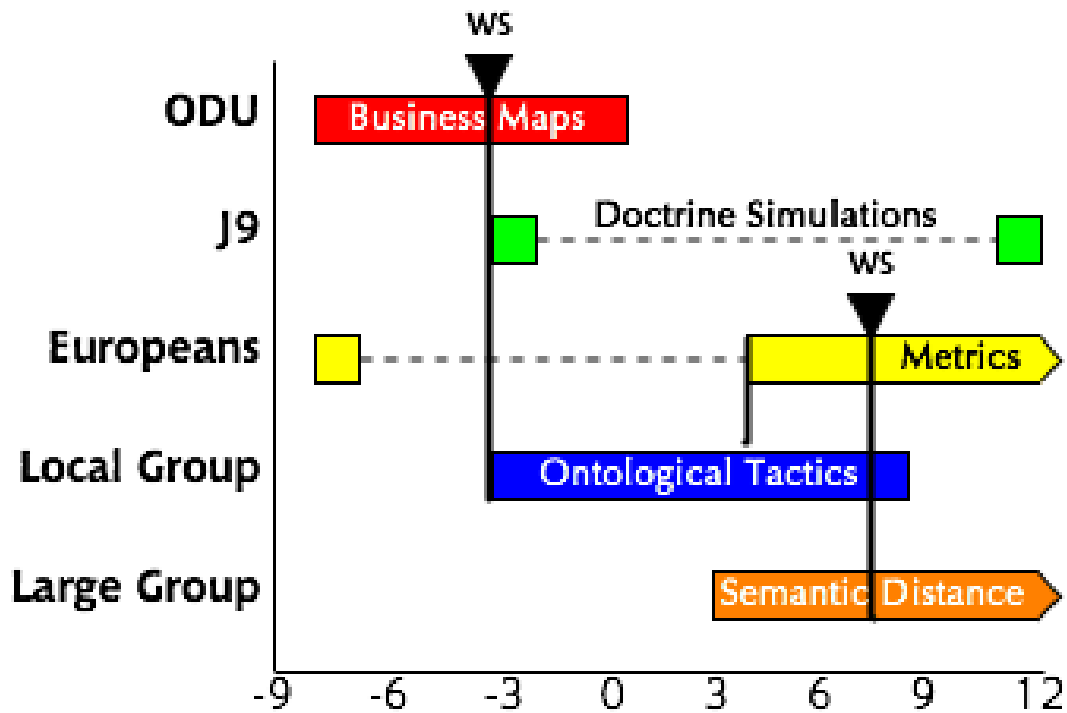 WS
ODU
Business Maps
J9
Doctrine Simulations
WS
Europeans
Metrics
Local Group
Ontological Tactics
Large Group
Semantic Distance
-9 -6 -3 0 3 6 9 12